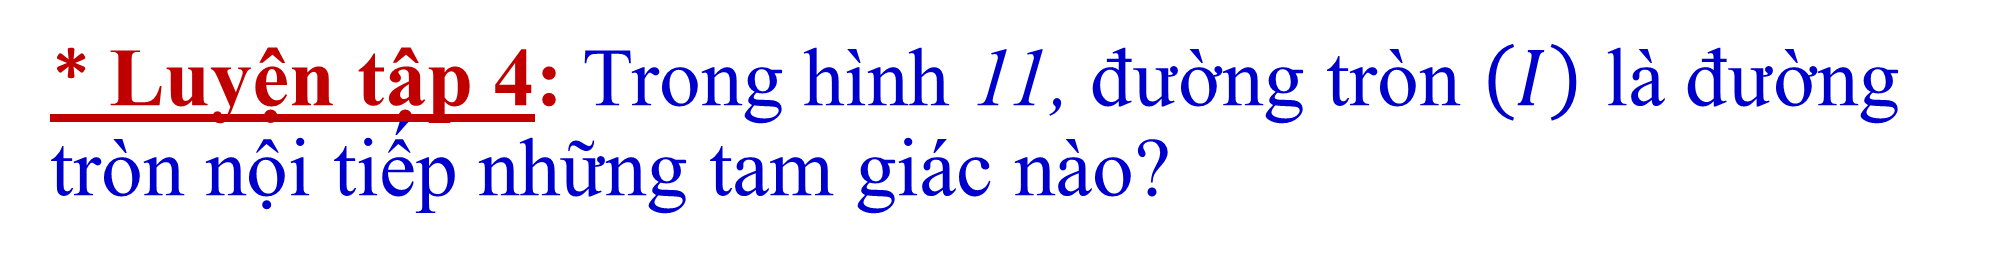 * Luyện tập 4: Trong hình 11, đường tròn (I) là đường
tròn nội tiếp những tam giác nào?